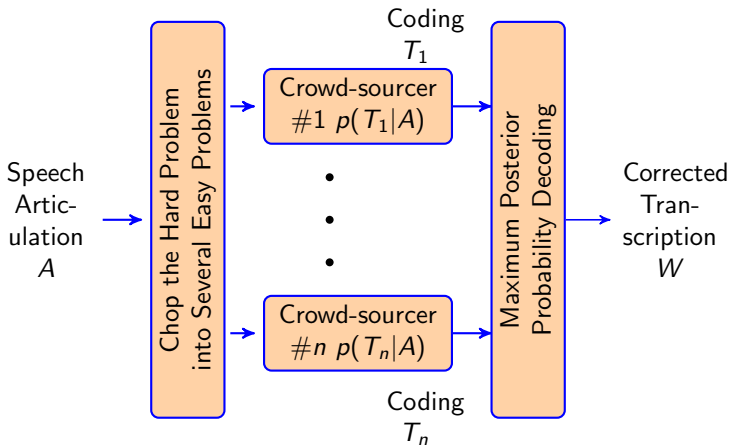 Speech
Artic-
ulation
A
Chop the Hard Problem
into Several Easy Problems
Crowd-sourcer
#1 p(T₁|A)
Crowd-sourcer
#n p(Tₙ|A)
Coding
T₁
Coding
Tₙ
Maximum Posterior
Probability Decoding
Corrected
Tran-
scription
W